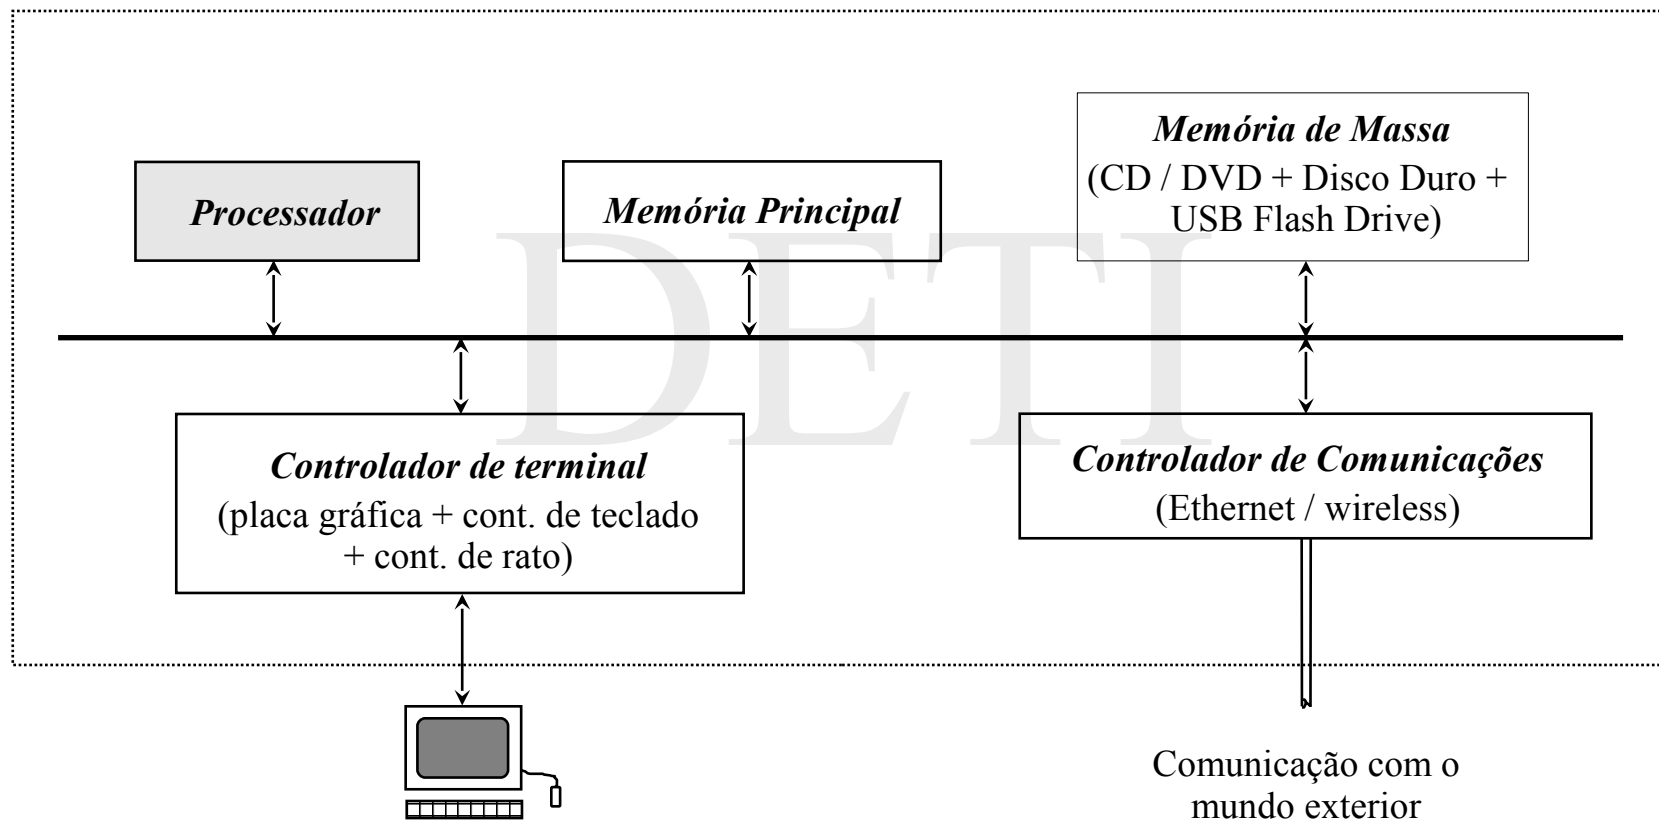 Memória de Massa
(CD / DVD + Disco Duro +
USB Flash Drive)
Processador
Memória Principal
DETI
Controlador de terminal
(placa gráfica + cont. de teclado
+ cont. de rato)
Controlador de Comunicações
(Ethernet / wireless)
Comunicação com o
mundo exterior